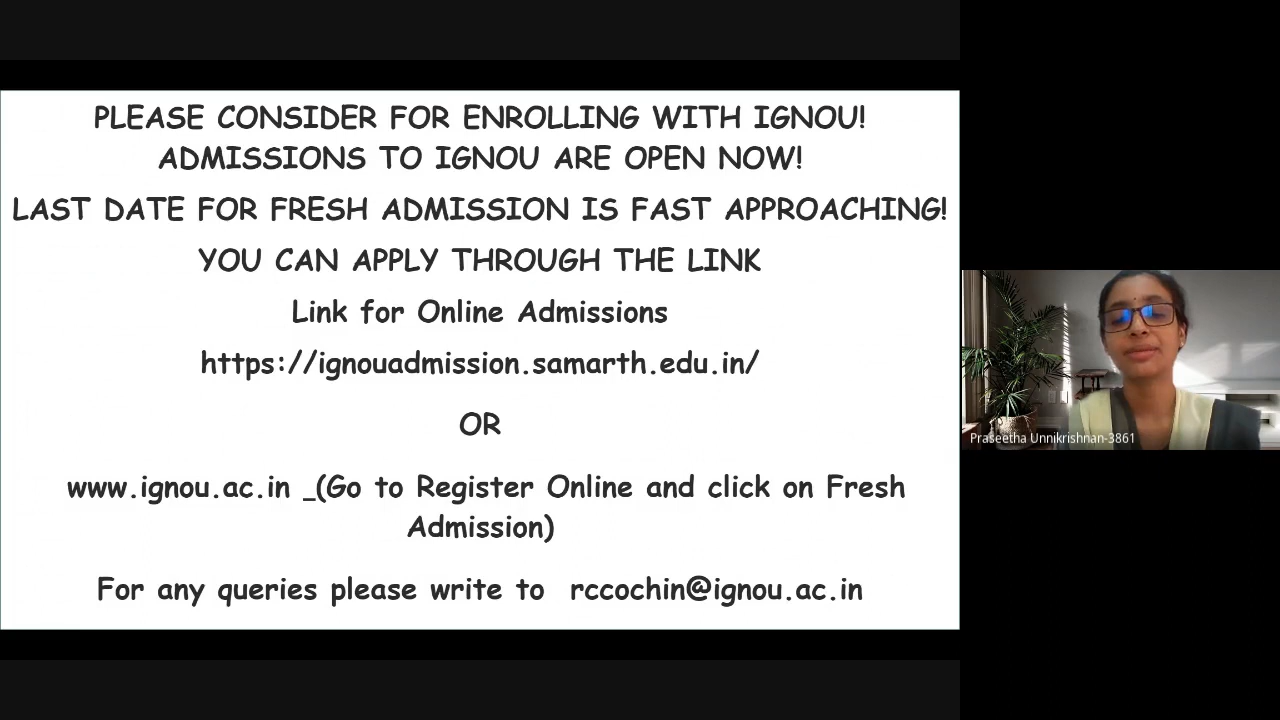 PLEASE CONSIDER FOR ENROLLING WITH IGNOU!
ADMISSIONS TO IGNOU ARE OPEN NOW!
LAST DATE FOR FRESH ADMISSION IS FAST APPROACHING!
YOU CAN APPLY THROUGH THE LINK
Link for Online Admissions
https://ignouadmission.samarth.edu.in/
OR
www.ignou.ac.in _(Go to Register Online and click on Fresh
Admission)
For any queries please write to rccochin@ignou.ac.in
Praseetha Unnikrishnan-3861